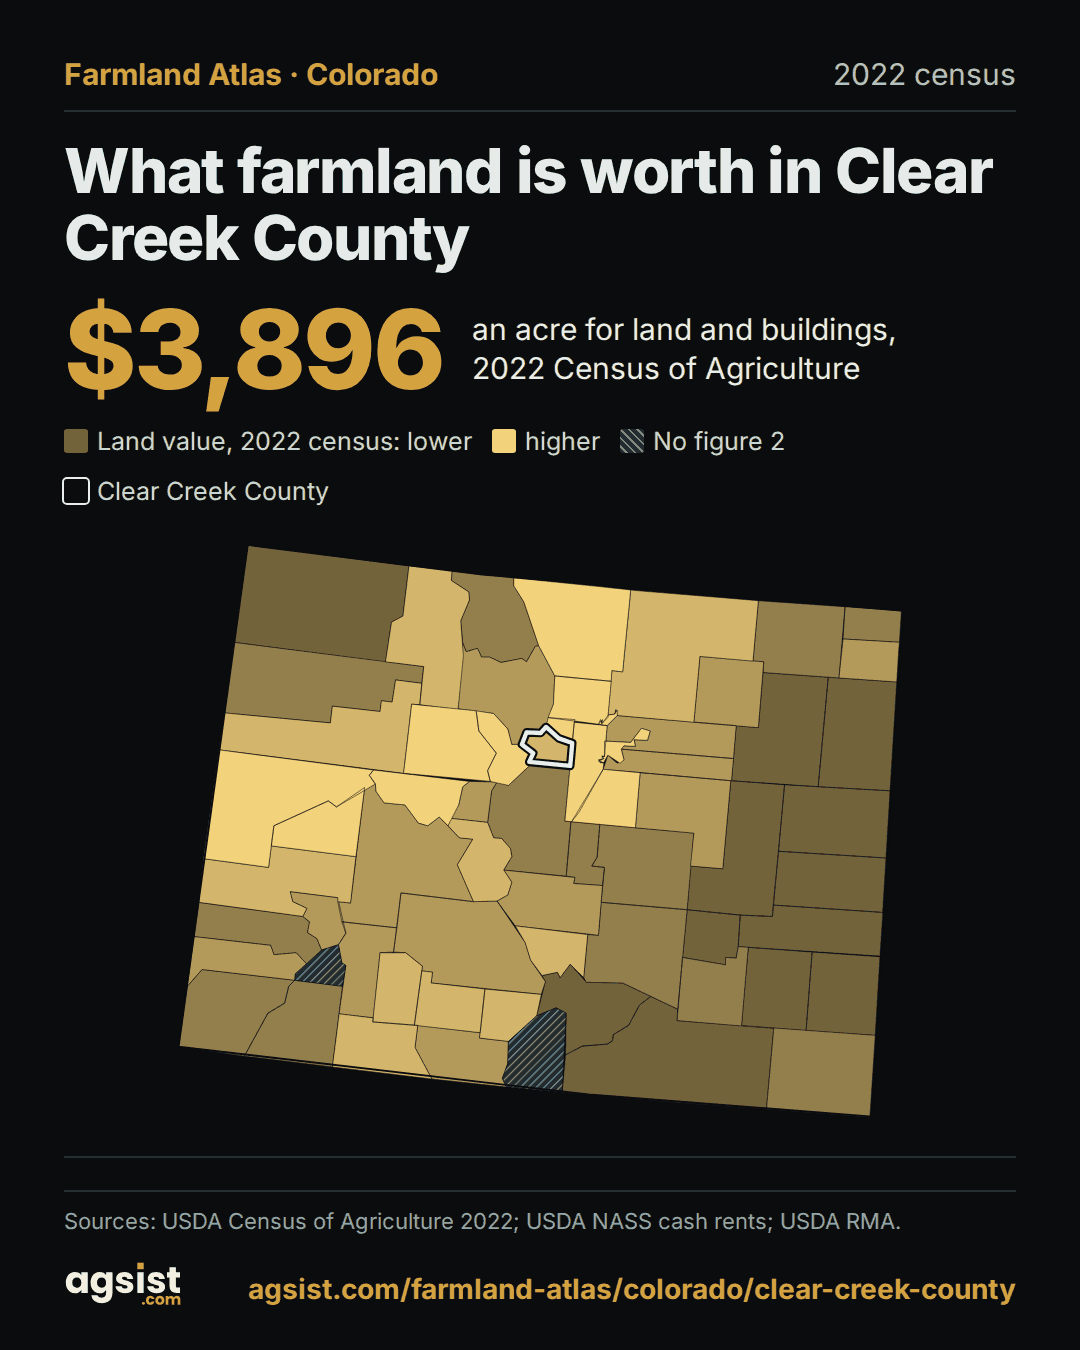 Farmland Atlas · Colorado
2022 census
What farmland is worth in Clear
Creek County
$3,896
an acre for land and buildings,
2022 Census of Agriculture
Land value, 2022 census: lower
higher
No figure 2
Clear Creek County
Sources: USDA Census of Agriculture 2022; USDA NASS cash rents; USDA RMA.
agsist
.com
agsist.com/farmland-atlas/colorado/clear-creek-county